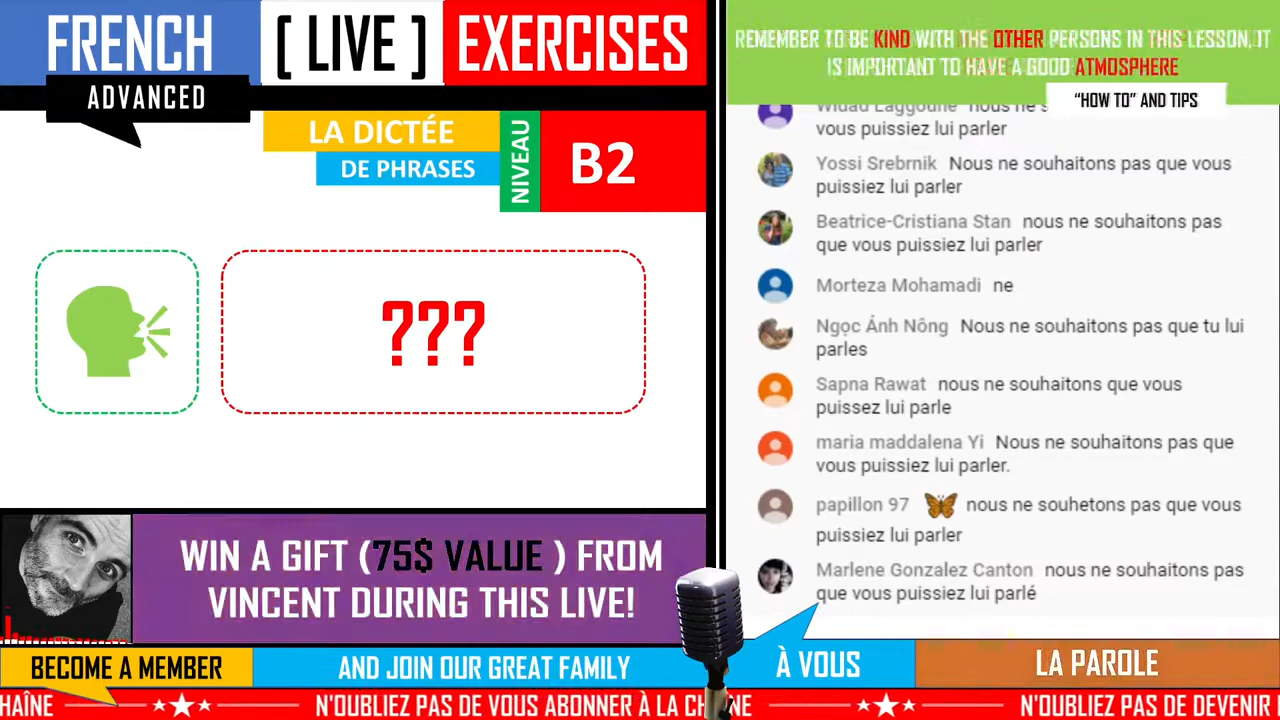 FRENCH [ LIVE ] EXERCISES
ADVANCED
LA DICTÉE
DE PHRASES
NIVEAU
B2
???
WIN A GIFT (75$ VALUE ) FROM
VINCENT DURING THIS LIVE!
BECOME A MEMBER
AND JOIN OUR GREAT FAMILY
REMEMBER TO BE KIND WITH THE OTHER PERSONS IN THIS LESSON, IT
IS IMPORTANT TO HAVE A GOOD ATMOSPHERE
“HOW TO” AND TIPS
Widad Laggoune nous ne s
vous puissiez lui parler
Yossi Srebrnik Nous ne souhaitons pas que vous
puissiez lui parler
Beatrice-Cristiana Stan nous ne souhaitons pas
que vous puissiez lui parler
Morteza Mohamadi ne
Ngọc Ánh Nông Nous ne souhaitons pas que tu lui
parles
Sapna Rawat nous ne souhaitons que vous
puissez lui parle
maria maddalena Yi Nous ne souhaitons pas que
vous puissiez lui parler.
papillon 97 nous ne souhetons pas que vous
puissiez lui parler
Marlene Gonzalez Canton nous ne souhaitons pas
que vous puissiez lui parlé
À VOUS
LA PAROLE
HAÎNE N'OUBLIEZ PAS DE VOUS ABONNER À LA CH NE N'OUBLIEZ PAS DE DEVENIR